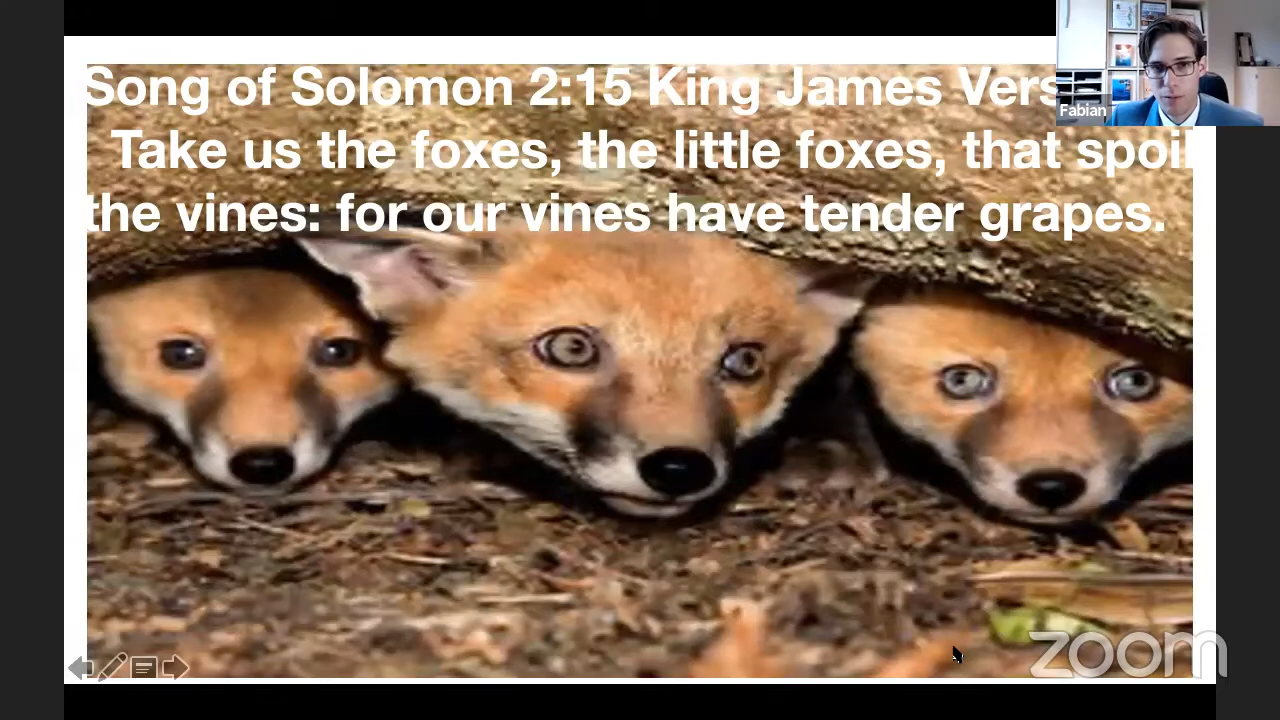 Song of Solomon 2:15 King James Vers
Fabian
Take us the foxes, the little foxes, that spoil
the vines: for our vines have tender grapes.
zoom